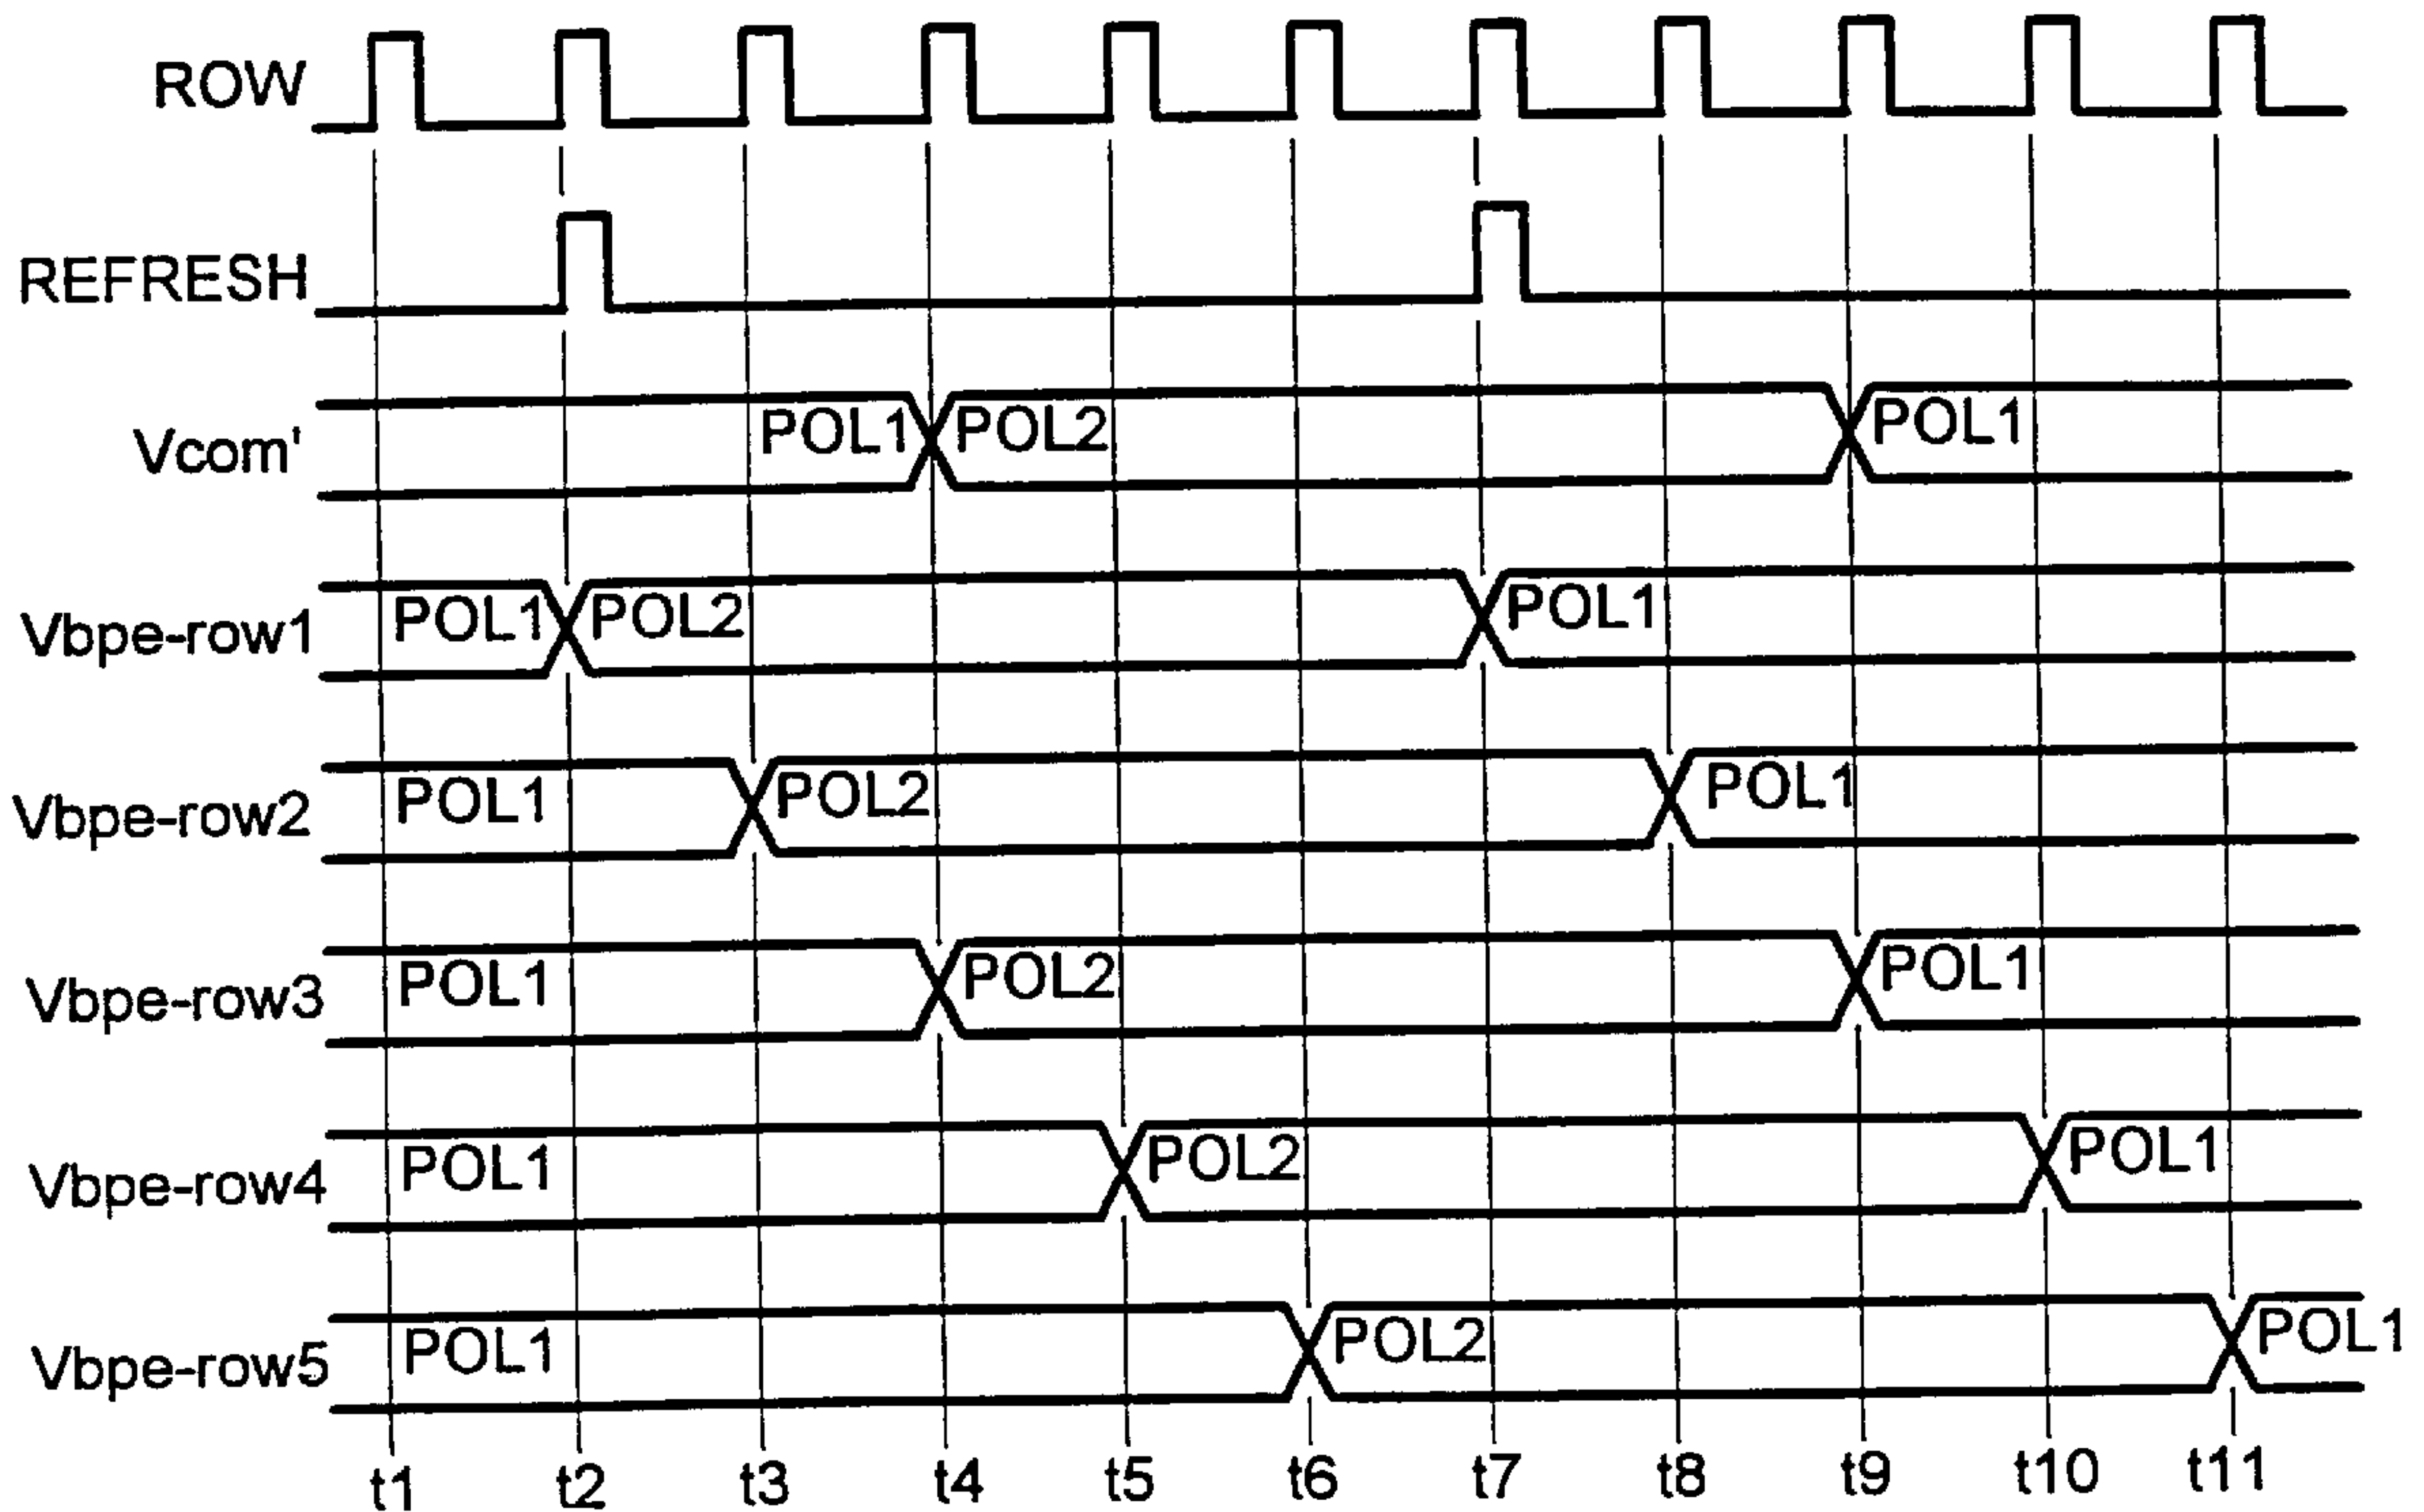 ROW
REFRESH
Vcom' POL1 POL2 POL1
Vbpe-row1 POL1 POL2 POL1
Vbpe-row2 POL1 POL2 POL1
Vbpe-row3 POL1 POL2 POL1
Vbpe-row4 POL1 POL2 POL1
Vbpe-row5 POL1 POL2 POL1
t1 t2 t3 t4 t5 t6 t7 t8 t9 t10 t11